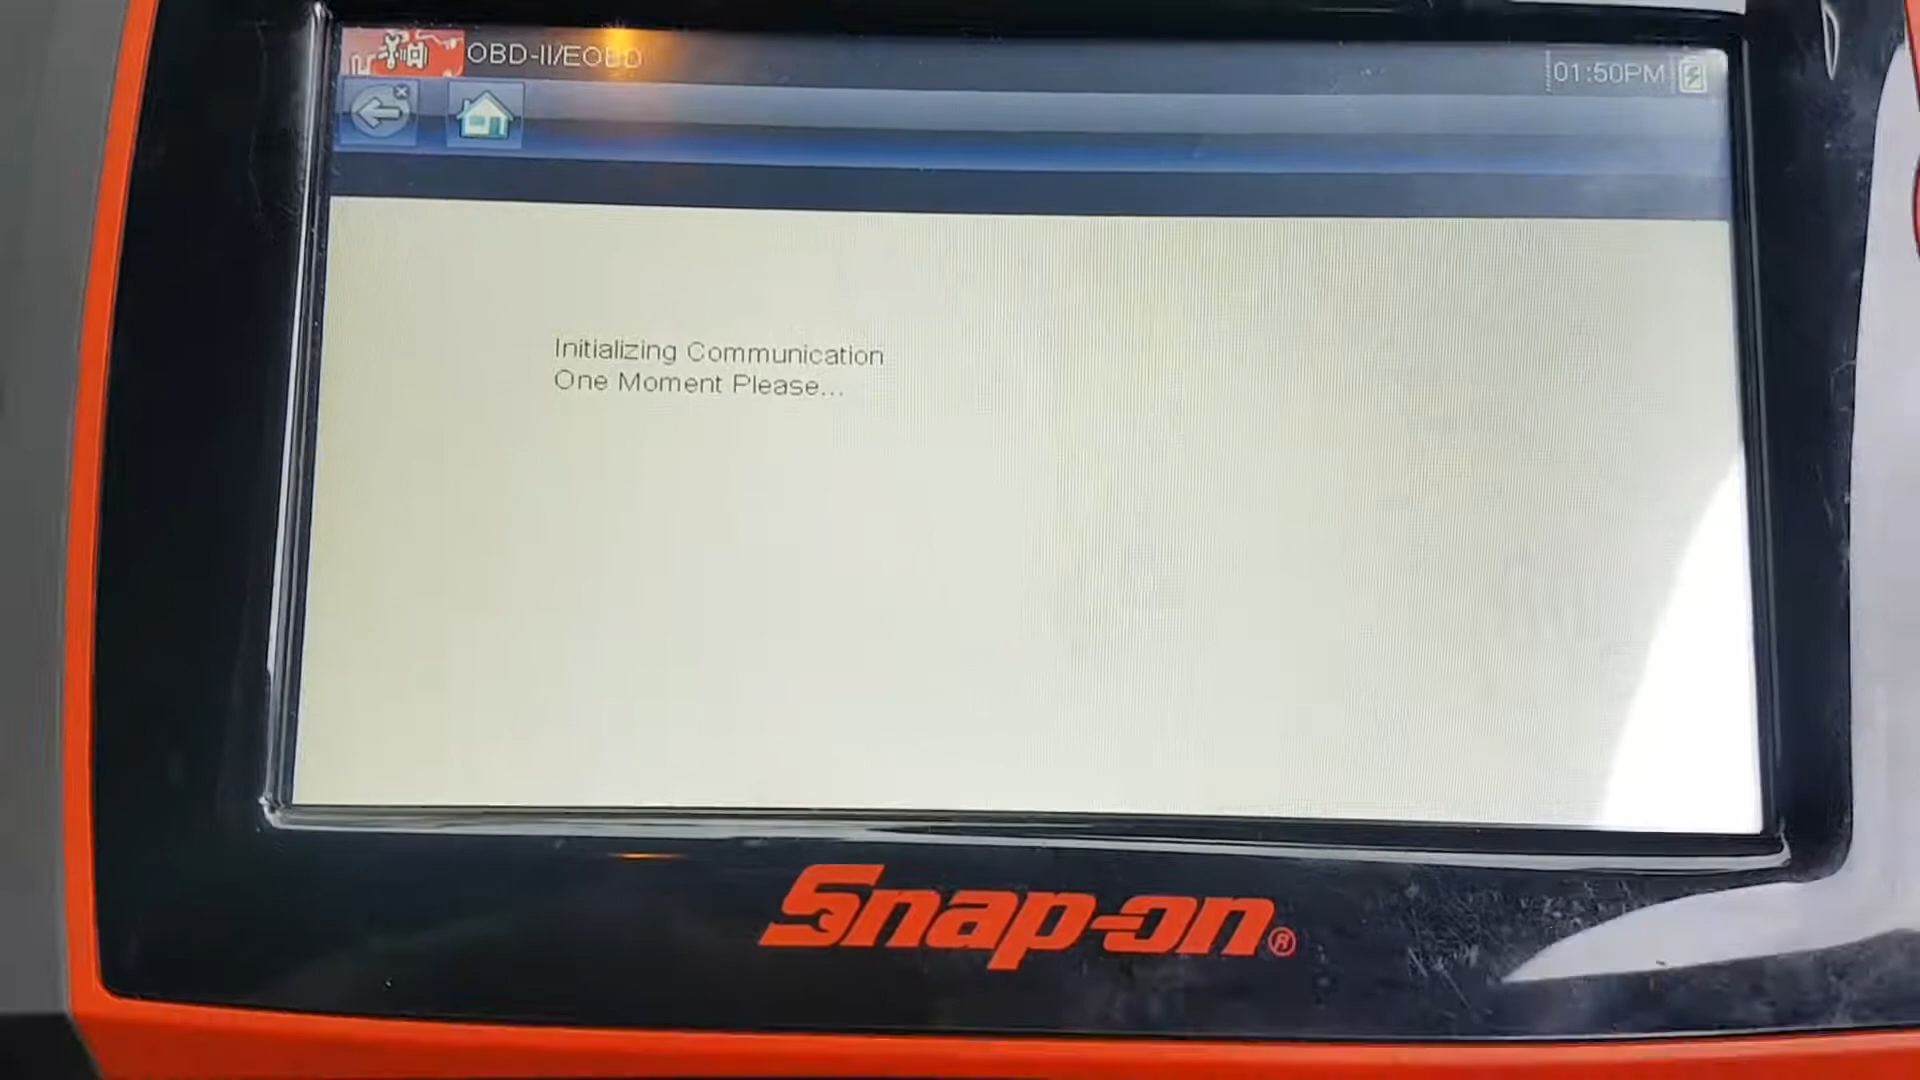 OBD-II/EOBD
01:50PM
Initializing Communication
One Moment Please...
Snap-on®